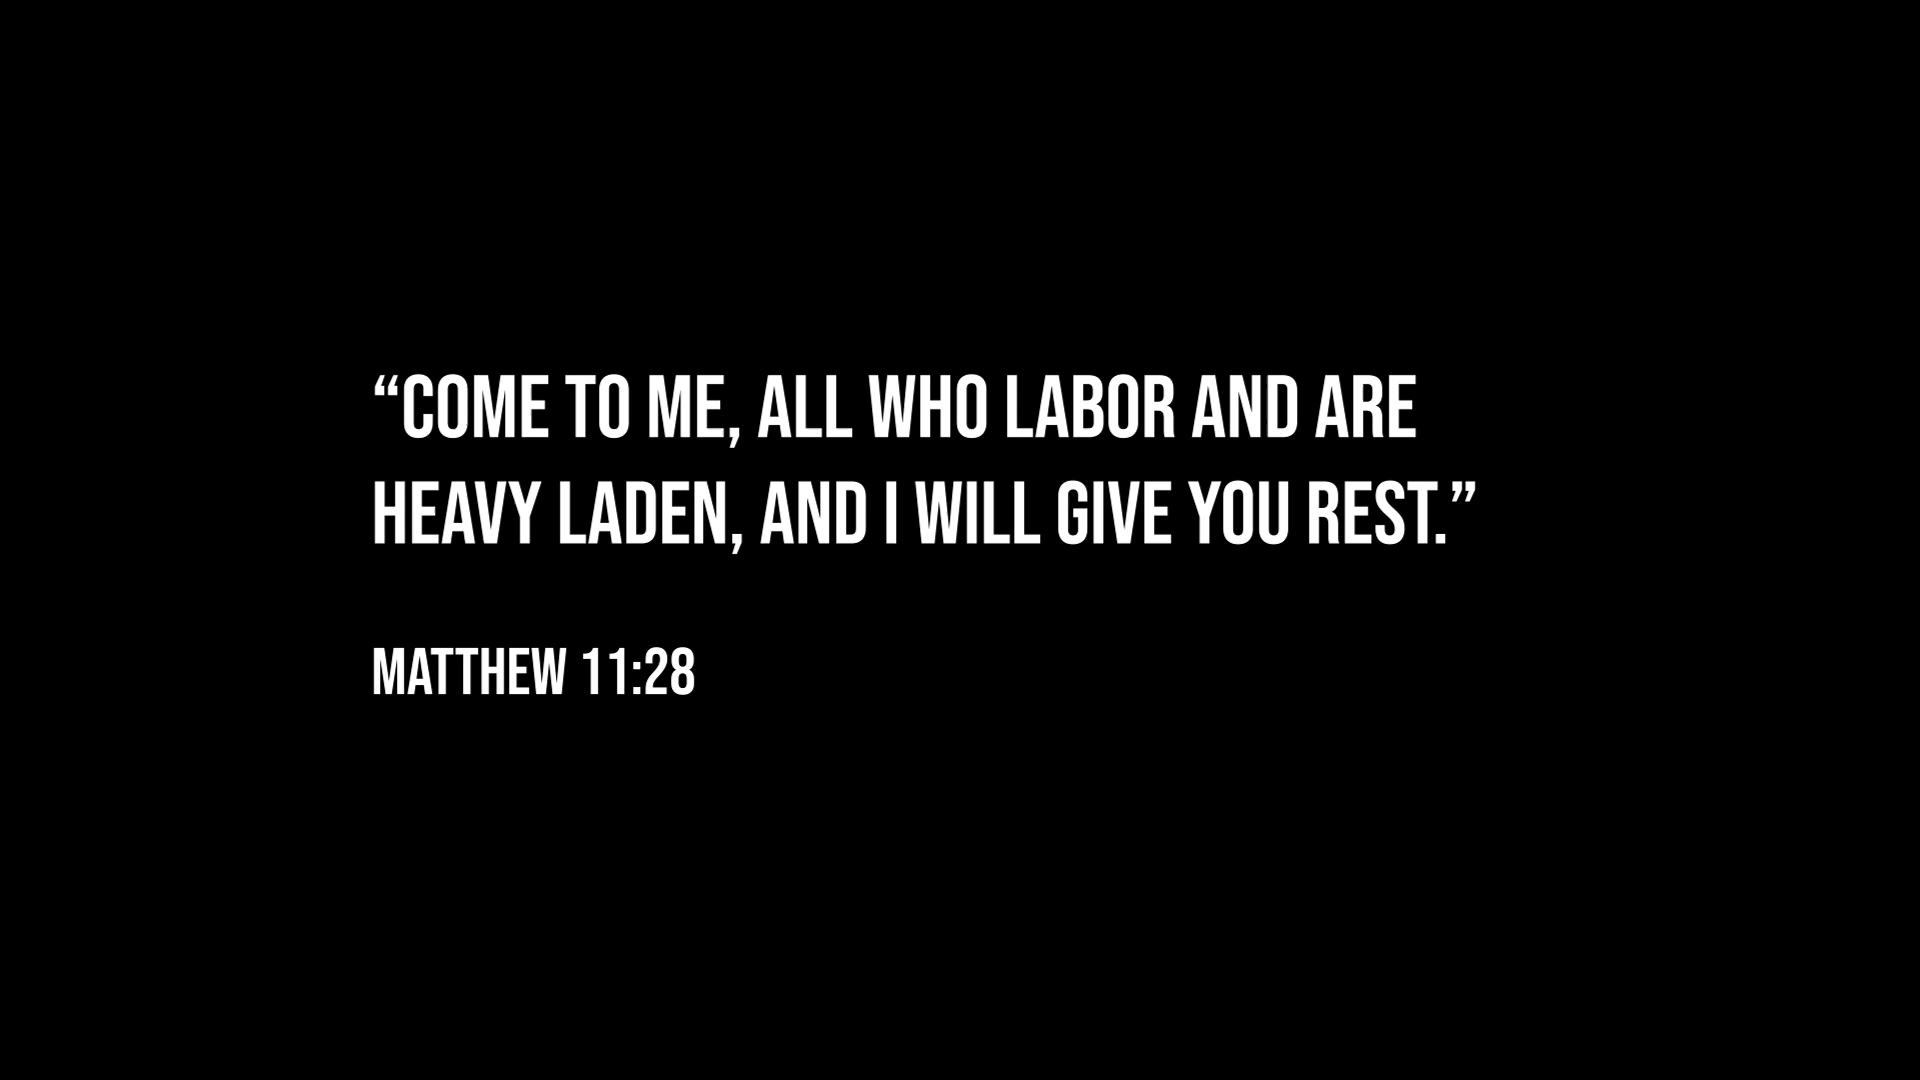 “COME TO ME, ALL WHO LABOR AND ARE
HEAVY LADEN, AND I WILL GIVE YOU REST.”
MATTHEW 11:28